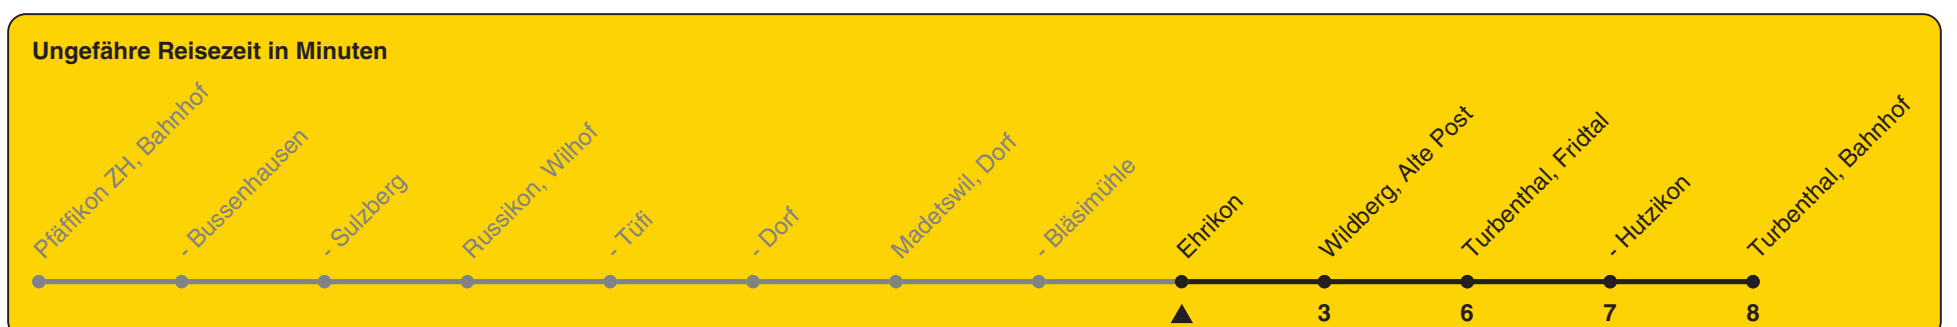 Ungefähre Reisezeit in Minuten
Pfäffikon ZH, Bahnhof
- Bussenhausen
- Sulzberg
Russikon, Wilhof
- Tüfi
- Dorf
Madetswil, Dorf
- Bläsimühle
Ehrikon
Wildberg, Alte Post
Turbenthal, Fridtal
- Hutzikon
Turbenthal, Bahnhof
3 6 7 8